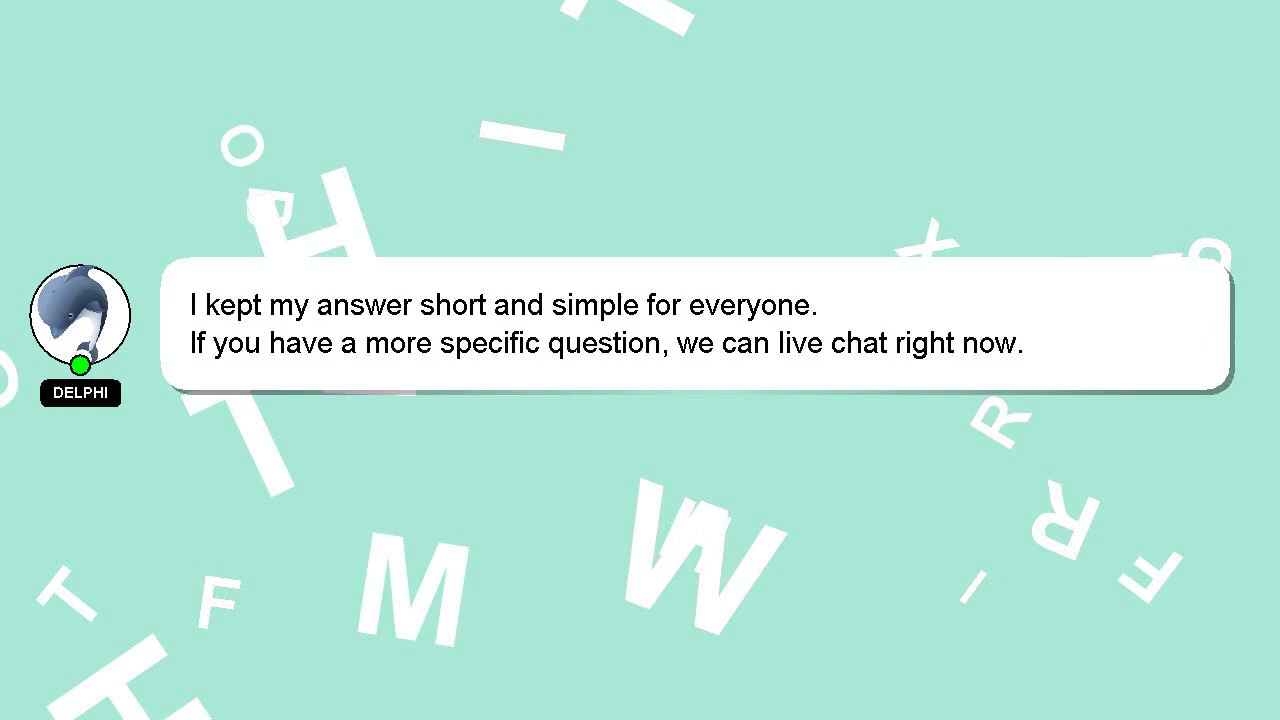 I kept my answer short and simple for everyone.
If you have a more specific question, we can live chat right now.
DELPHI
O
H
I
X
R
R
F
I
W
M
F
T